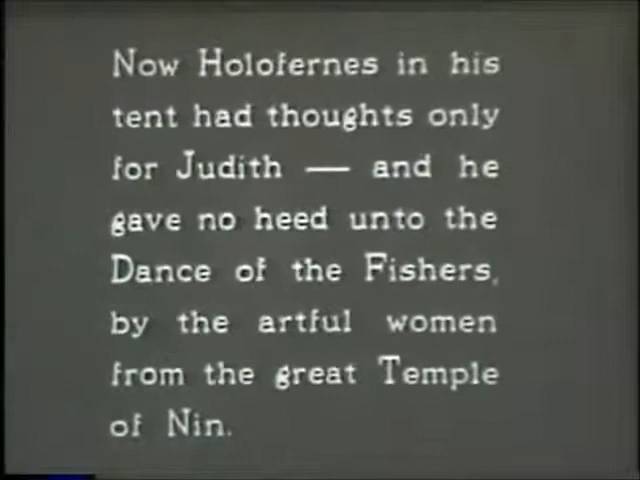 Now Holofernes in his
tent had thoughts only
for Judith — and he
gave no heed unto the
Dance of the Fishers,
by the artful women
from the great Temple
of Nin.